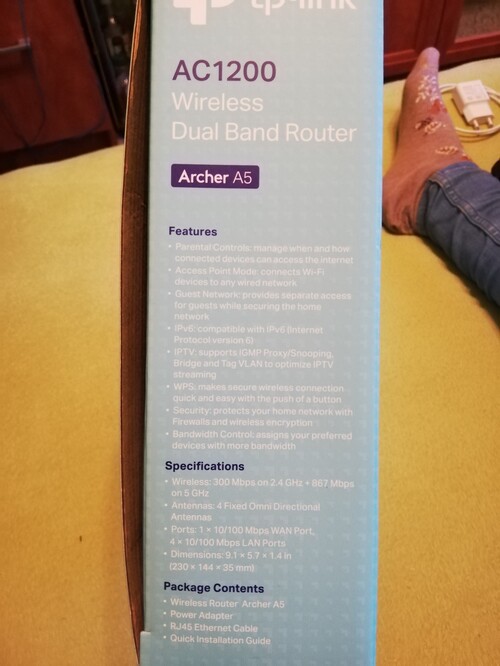 tp-link
AC1200
Wireless
Dual Band Router
Archer A5
Features
• Parental Controls: manage when and how
connected devices can access the internet
• Access Point Mode: connects Wi-Fi
devices to any wired network
• Guest Network: provides separate access
for guests while securing the home
network
• IPv6: compatible with IPv6 (Internet
Protocol version 6)
• IPTV: supports IGMP Proxy/Snooping,
Bridge and Tag VLAN to optimize IPTV
streaming
• WPS: makes secure wireless connection
quick and easy with the push of a button
• Security: protects your home network with
Firewalls and wireless encryption
• Bandwidth Control: assigns your preferred
devices with more bandwidth
Specifications
• Wireless: 300 Mbps on 2.4 GHz + 867 Mbps
on 5 GHz
• Antennas: 4 Fixed Omni Directional
Antennas
• Ports: 1 × 10/100 Mbps WAN Port,
4 × 10/100 Mbps LAN Ports
• Dimensions: 9.1 × 5.7 × 1.4 in
(230 × 144 × 35 mm)
Package Contents
• Wireless Router Archer A5
• Power Adapter
• RJ45 Ethernet Cable
• Quick Installation Guide